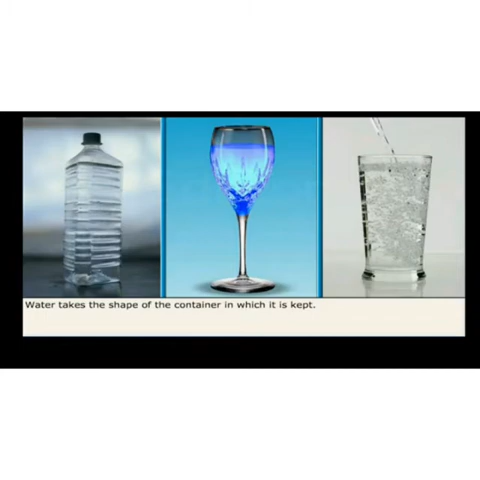 Water takes the shape of the container in which it is kept.